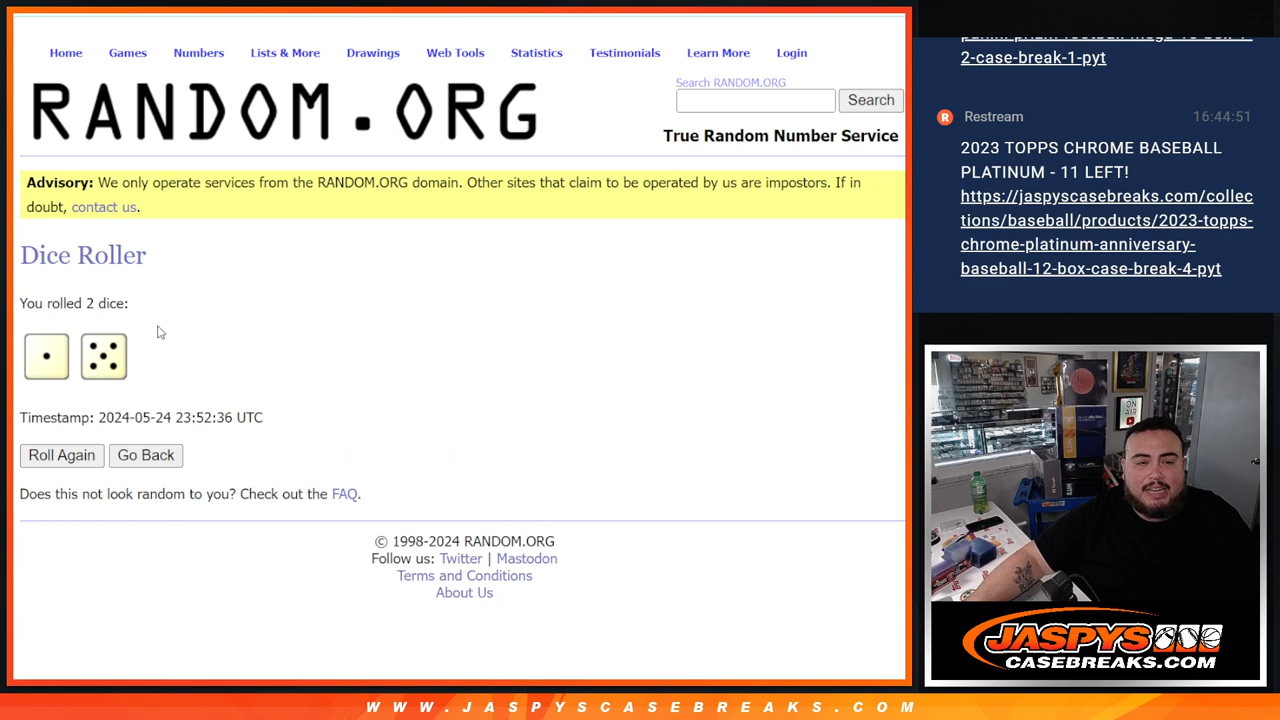 Home Games Numbers Lists & More Drawings Web Tools Statistics Testimonials Learn More Login
RANDOM.ORG
Search RANDOM.ORG
Search
True Random Number Service
Advisory: We only operate services from the RANDOM.ORG domain. Other sites that claim to be operated by us are impostors. If in
doubt, contact us.
Dice Roller
You rolled 2 dice:
Timestamp: 2024-05-24 23:52:36 UTC
Roll Again Go Back
Does this not look random to you? Check out the FAQ.
© 1998-2024 RANDOM.ORG
Follow us: Twitter | Mastodon
Terms and Conditions
About Us
2-case-break-1-pyt
Restream 16:44:51
2023 TOPPS CHROME BASEBALL
PLATINUM - 11 LEFT!
https://jaspyscasebreaks.com/collec
tions/baseball/products/2023-topps-
chrome-platinum-anniversary-
baseball-12-box-case-break-4-pyt
ON
AIR
JASPYS
CASEBREAKS.COM
WWW.JASPYSCASEBREAKS.COM